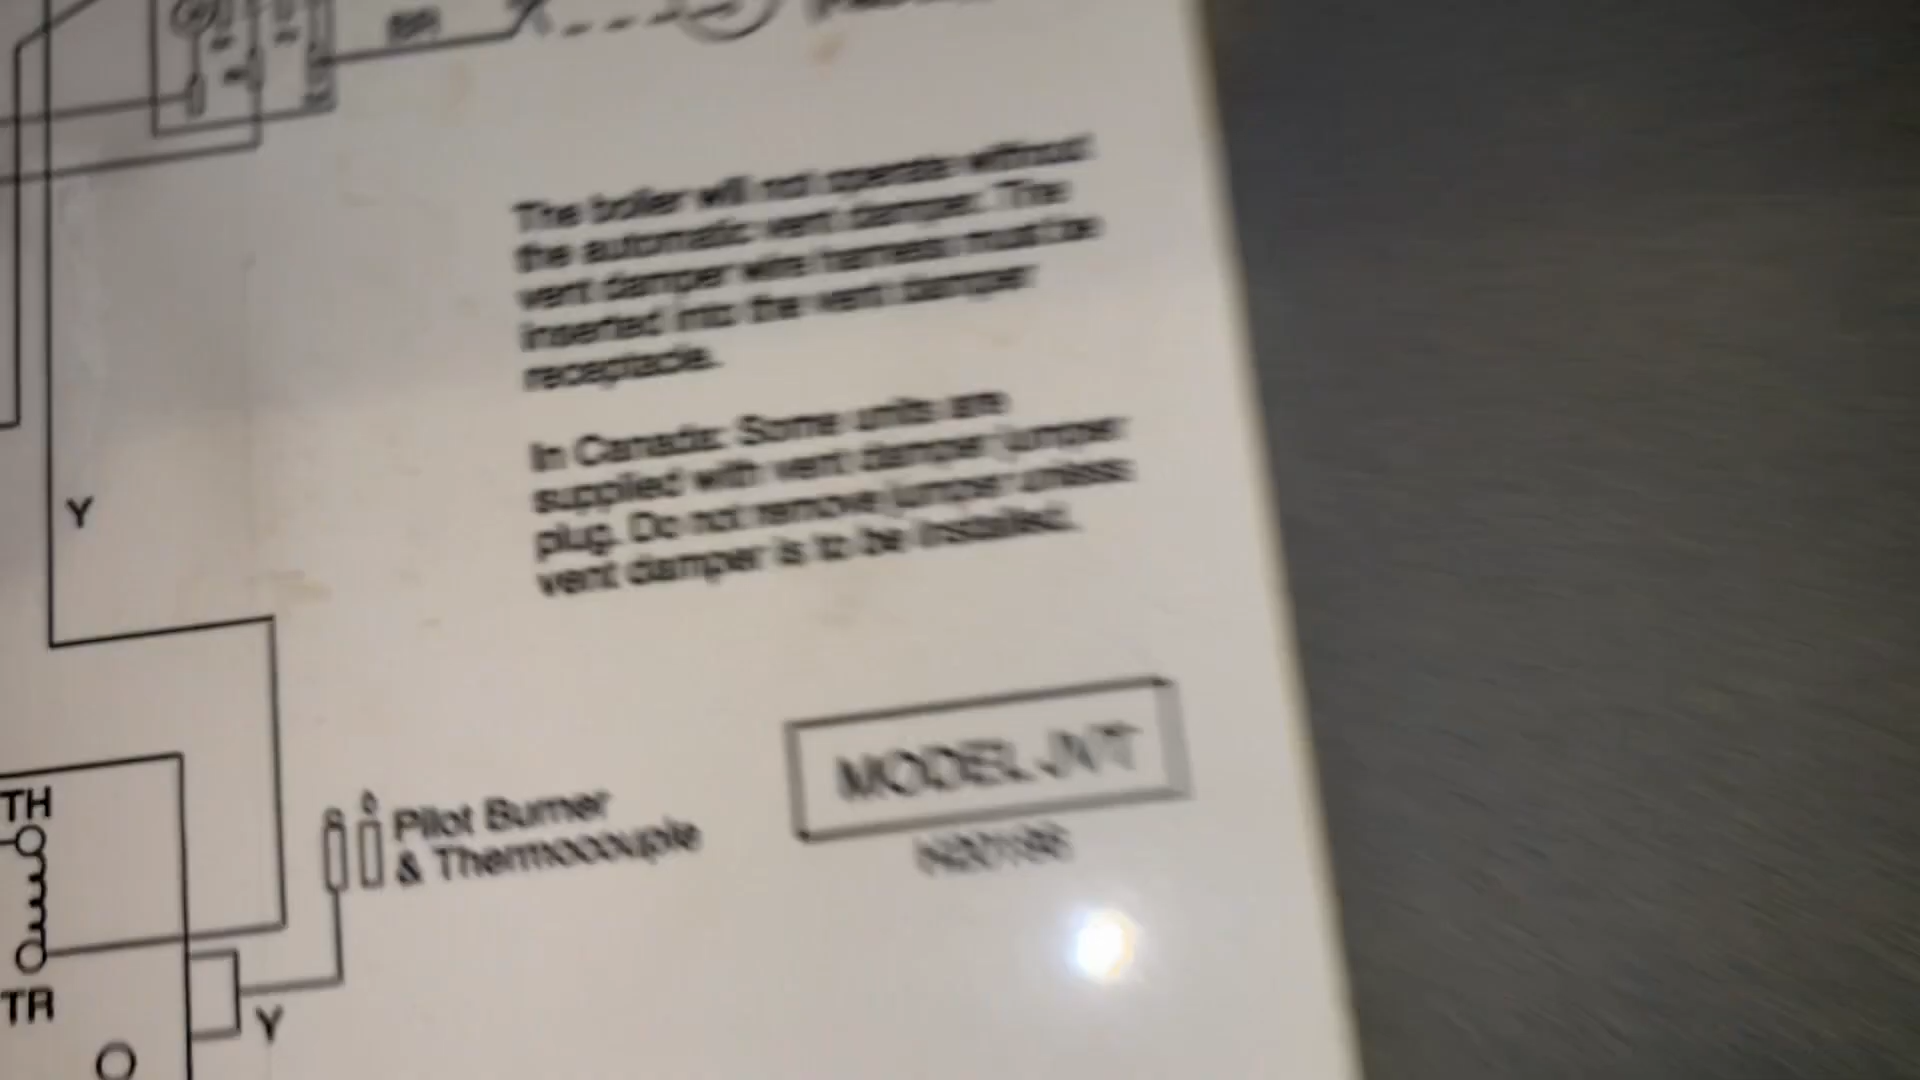 The boiler will not operate without
the automatic vent damper. The
vent damper wire harness must be
inserted into the vent damper
receptacle.
In Canada: Some units are
supplied with vent damper jumper
plug. Do not remove jumper unless
vent damper is to be installed.
Y
MODEL JVT
TH
Pilot Burner
& Thermocouple
TR
Y